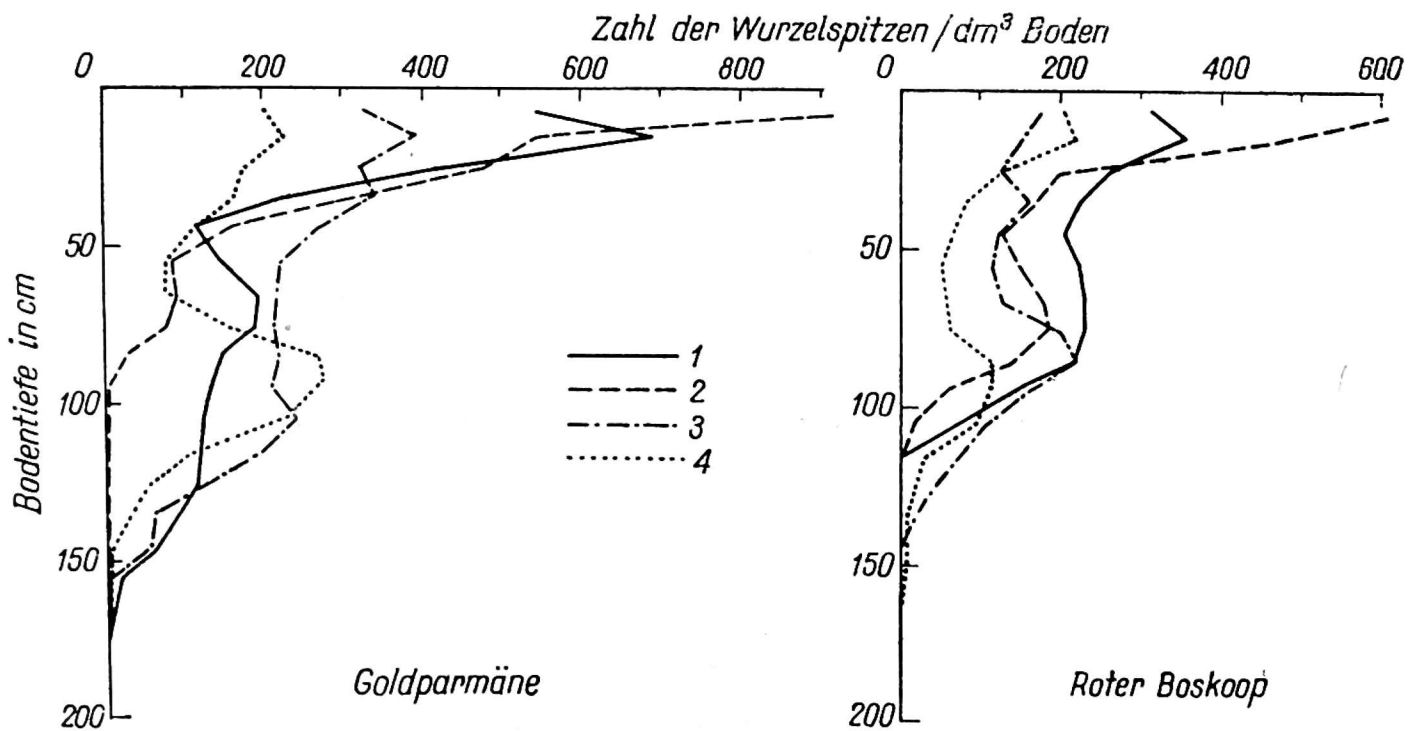 Zahl der Wurzelspitzen / dm³ Boden
0 200 400 600 800
0 200 400 600
Bodentiefe in cm
50
100
150
200
50
100
150
200
1
2
3
4
Goldparmäne
Roter Boskoop